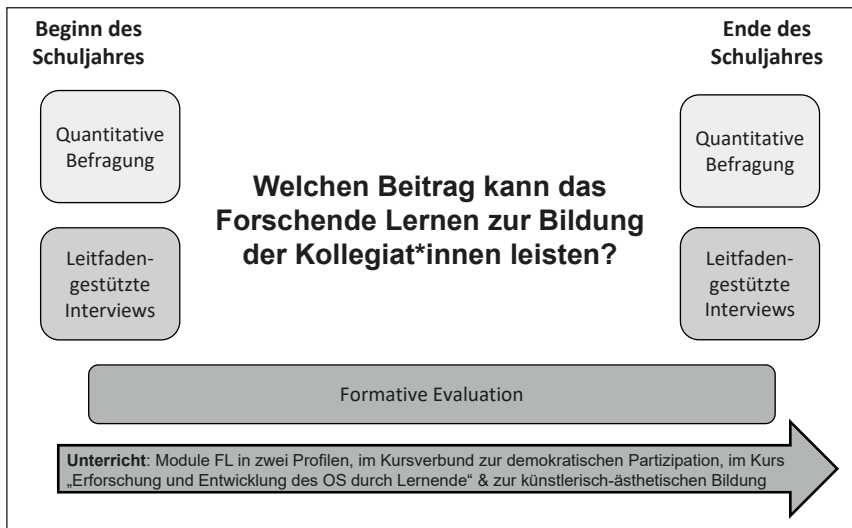 Beginn des
Schuljahres
Ende des
Schuljahres
Quantitative
Befragung
Quantitative
Befragung
Welchen Beitrag kann das
Forschende Lernen zur Bildung
der Kollegiat*innen leisten?
Leitfaden-
gestützte
Interviews
Leitfaden-
gestützte
Interviews
Formative Evaluation
Unterricht: Module FL in zwei Profilen, im Kursverbund zur demokratischen Partizipation, im Kurs
„Erforschung und Entwicklung des OS durch Lernende“ & zur künstlerisch-ästhetischen Bildung